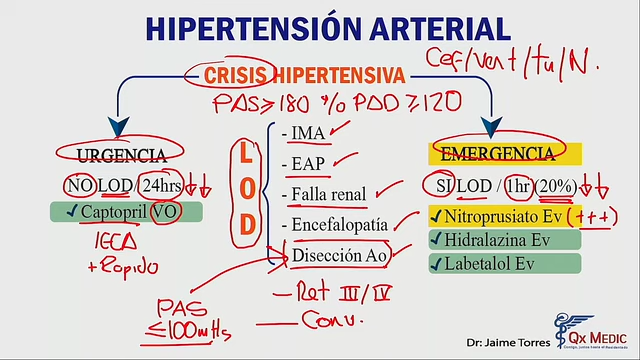 HIPERTENSIÓN ARTERIAL
Cef/vert/tu/N.
CRISIS HIPERTENSIVA
PAS≥180 y/o PAD≥120
URGENCIA
NO LOD/24hrs
✓ Captopril VO
IECA
+Rapido
PAS
≤100mmHg
LOD
- IMA
- EAP
- Falla renal
- Encefalopatía
- Disección Ao
- Ret III/IV
- Conv.
EMERGENCIA
SI LOD / 1hr (20%)
✓ Nitroprusiato Ev (+++)
✓ Hidralazina Ev
✓ Labetalol Ev
Dr: Jaime Torres
Qx MEDIC